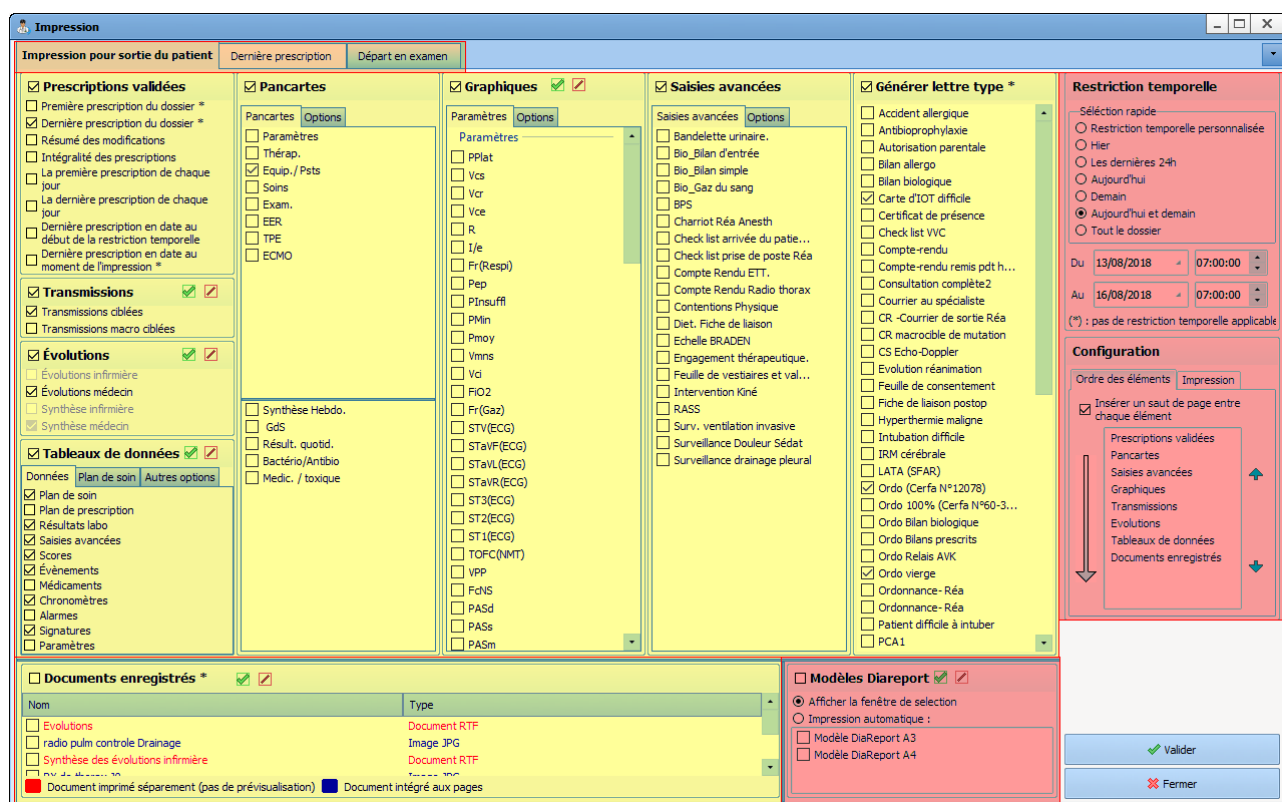 Impression
Impression pour sortie du patient
Dernière prescription
Départ en examen
Prescriptions validées
Première prescription du dossier *
Dernière prescription du dossier *
Résumé des modifications
Intégralité des prescriptions
La première prescription de chaque
jour
La dernière prescription de chaque
jour
Dernière prescription en date au
début de la restriction temporelle
Dernière prescription en date au
moment de l'impression *
Transmissions
Transmissions ciblées
Transmissions macro ciblées
Évolutions
Évolutions infirmière
Évolutions médecin
Synthèse infirmière
Synthèse médecin
Tableaux de données
Données
Plan de soin
Autres options
Plan de soin
Plan de prescription
Résultats labo
Saisies avancées
Scores
Évènements
Médicaments
Chronomètres
Alarmes
Signatures
Paramètres
Pancartes
Pancartes
Options
Paramètres
Thérap.
Equip./ Psts
Soins
Exam.
EER
TPE
ECMO
Synthèse Hebdo.
GdS
Résult. quotid.
Bactério/Antibio
Medic. / toxique
Graphiques
Paramètres
Options
Paramètres
PPlat
Vcs
Vcr
Vce
R
I/e
Fr(Respi)
Pep
PInsuffl
PMin
Pmoy
Vmns
Vci
FiO2
Fr(Gaz)
STV(ECG)
STaVF(ECG)
STaVL(ECG)
STaVR(ECG)
ST3(ECG)
ST2(ECG)
ST1(ECG)
TOFC(NMT)
VPP
FcNS
PASd
PASs
PASm
Saisies avancées
Saisies avancées
Options
Bandelette urinaire.
Bio_Bilan d'entrée
Bio_Bilan simple
Bio_Gaz du sang
BPS
Charriot Réa Anesth
Check list arrivée du patie...
Check list prise de poste Réa
Compte Rendu ETT.
Compte Rendu Radio thorax
Contentions Physique
Diet. Fiche de liaison
Echelle BRADEN
Engagement thérapeutique.
Feuille de vestiaires et val...
Intervention Kiné
RASS
Surv. ventilation invasive
Surveillance Douleur Sédat
Surveillance drainage pleural
Générer lettre type *
Accident allergique
Antibioprophylaxie
Autorisation parentale
Bilan allergo
Bilan biologique
Carte d'IOT difficile
Certificat de présence
Check list VVC
Compte-rendu
Compte-rendu remis pdt h...
Consultation complète2
Courrier au spécialiste
CR -Courrier de sortie Réa
CR macrocible de mutation
CS Echo-Doppler
Evolution réanimation
Feuille de consentement
Fiche de liaison postop
Hyperthermie maligne
Intubation difficile
IRM cérébrale
LATA (SFAR)
Ordo (Cerfa N°12078)
Ordo 100% (Cerfa N°60-3...
Ordo Bilan biologique
Ordo Bilans prescrits
Ordo Relais AVK
Ordo vierge
Ordonnance- Réa
Ordonnance- Réa
Patient difficile à intuber
PCA1
Restriction temporelle
Séléction rapide
Restriction temporelle personnalisée
Hier
Les dernières 24h
Aujourd'hui
Demain
Aujourd'hui et demain
Tout le dossier
Du 13/08/2018 07:00:00
Au 16/08/2018 07:00:00
(*) : pas de restriction temporelle applicable
Configuration
Ordre des éléments
Impression
Insérer un saut de page entre
chaque élément
Prescriptions validées
Pancartes
Saisies avancées
Graphiques
Transmissions
Evolutions
Tableaux de données
Documents enregistrés
Documents enregistrés *
Nom Type
Evolutions Document RTF
radio pulm controle Drainage Image JPG
Synthèse des évolutions infirmière Document RTF
Image JPG
Document imprimé séparement (pas de prévisualisation)
Document intégré aux pages
Modèles Diareport
Afficher la fenêtre de selection
Impression automatique :
Modèle DiaReport A3
Modèle DiaReport A4
Valider
Fermer